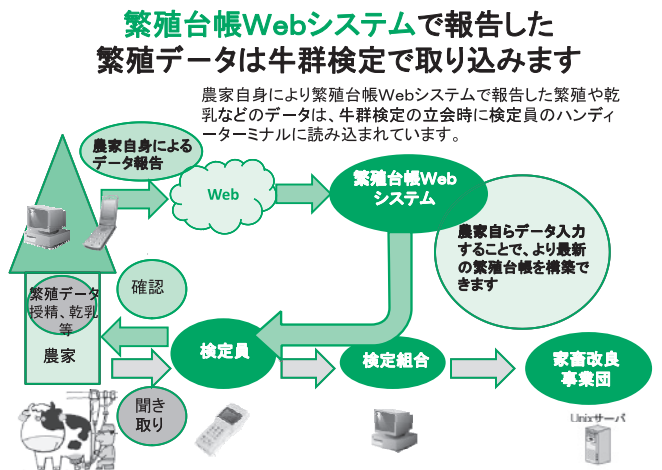 繁殖台帳Webシステムで報告した
繁殖データは牛群検定で取り込みます
農家自身により繁殖台帳Webシステムで報告した繁殖や乾
乳などのデータは、牛群検定の立会時に検定員のハンディ
ーターミナルに読み込まれています。
農家自身による
データ報告
Web
繁殖台帳Web
システム
農家自らデータ入力
することで、より最新
の繁殖台帳を構築で
きます
繁殖データ
授精、乾乳
等
農家
確認
検定員
検定組合
家畜改良
事業団
聞き
取り
Unixサーバ